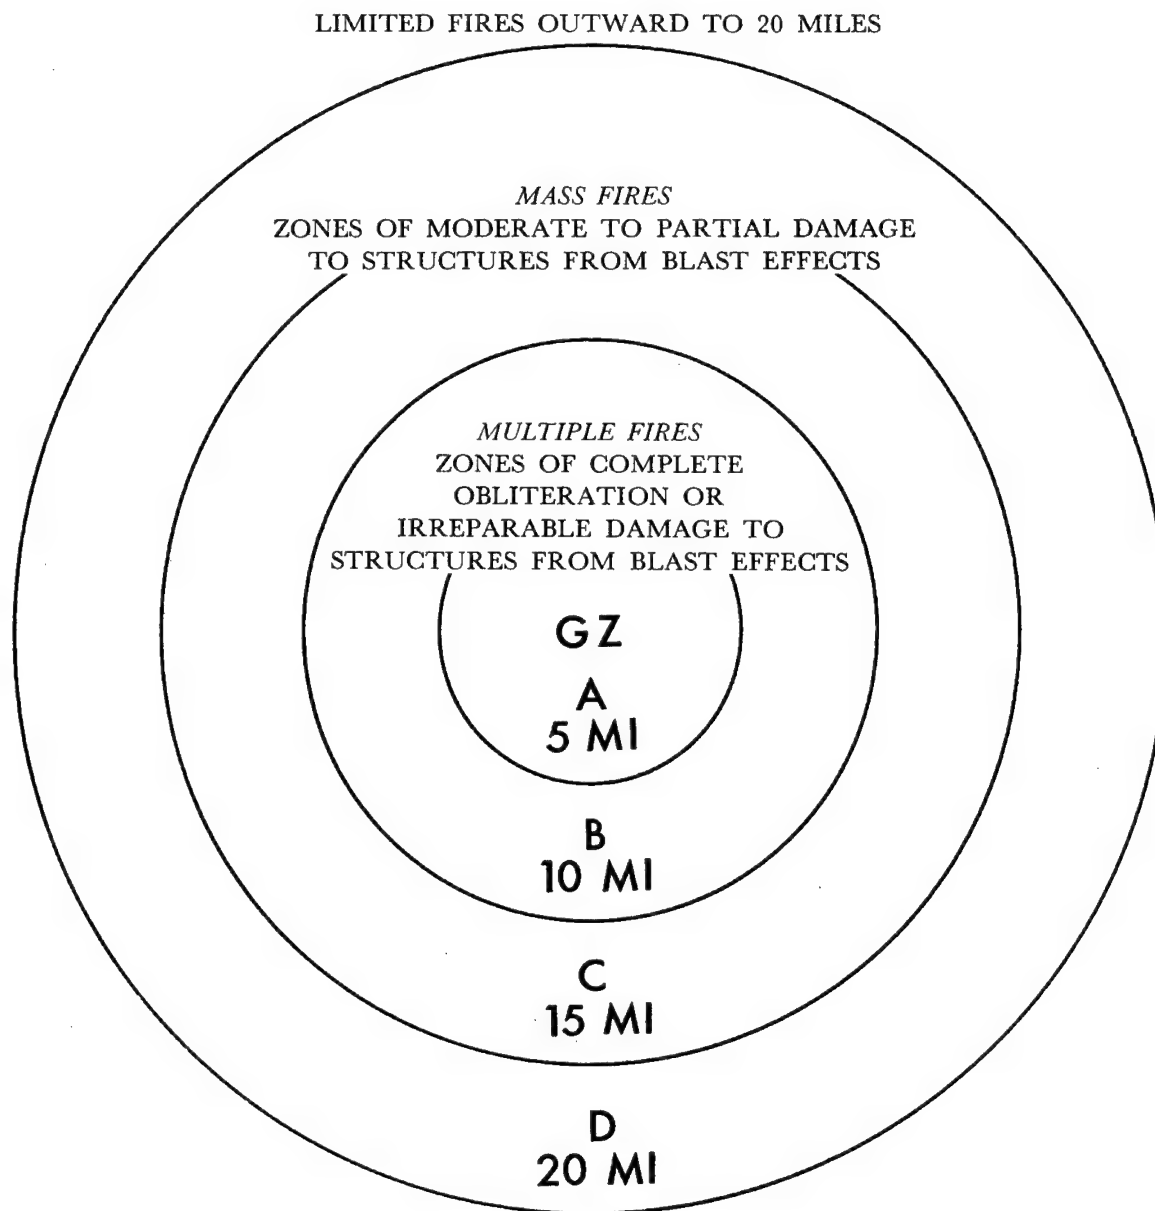 LIMITED FIRES OUTWARD TO 20 MILES
MASS FIRES
ZONES OF MODERATE TO PARTIAL DAMAGE
TO STRUCTURES FROM BLAST EFFECTS
MULTIPLE FIRES
ZONES OF COMPLETE
OBLITERATION OR
IRREPARABLE DAMAGE TO
STRUCTURES FROM BLAST EFFECTS
GZ
A
5 MI
B
10 MI
C
15 MI
D
20 MI